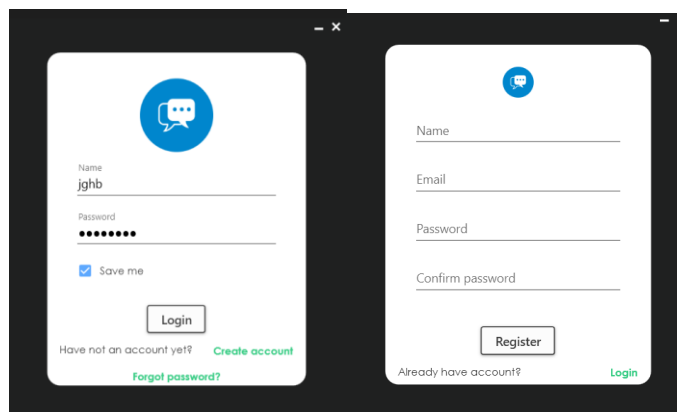 Name
jghb
Password
Save me
Login
Have not an account yet? Create account
Forgot password?
Name
Email
Password
Confirm password
Register
Already have account? Login